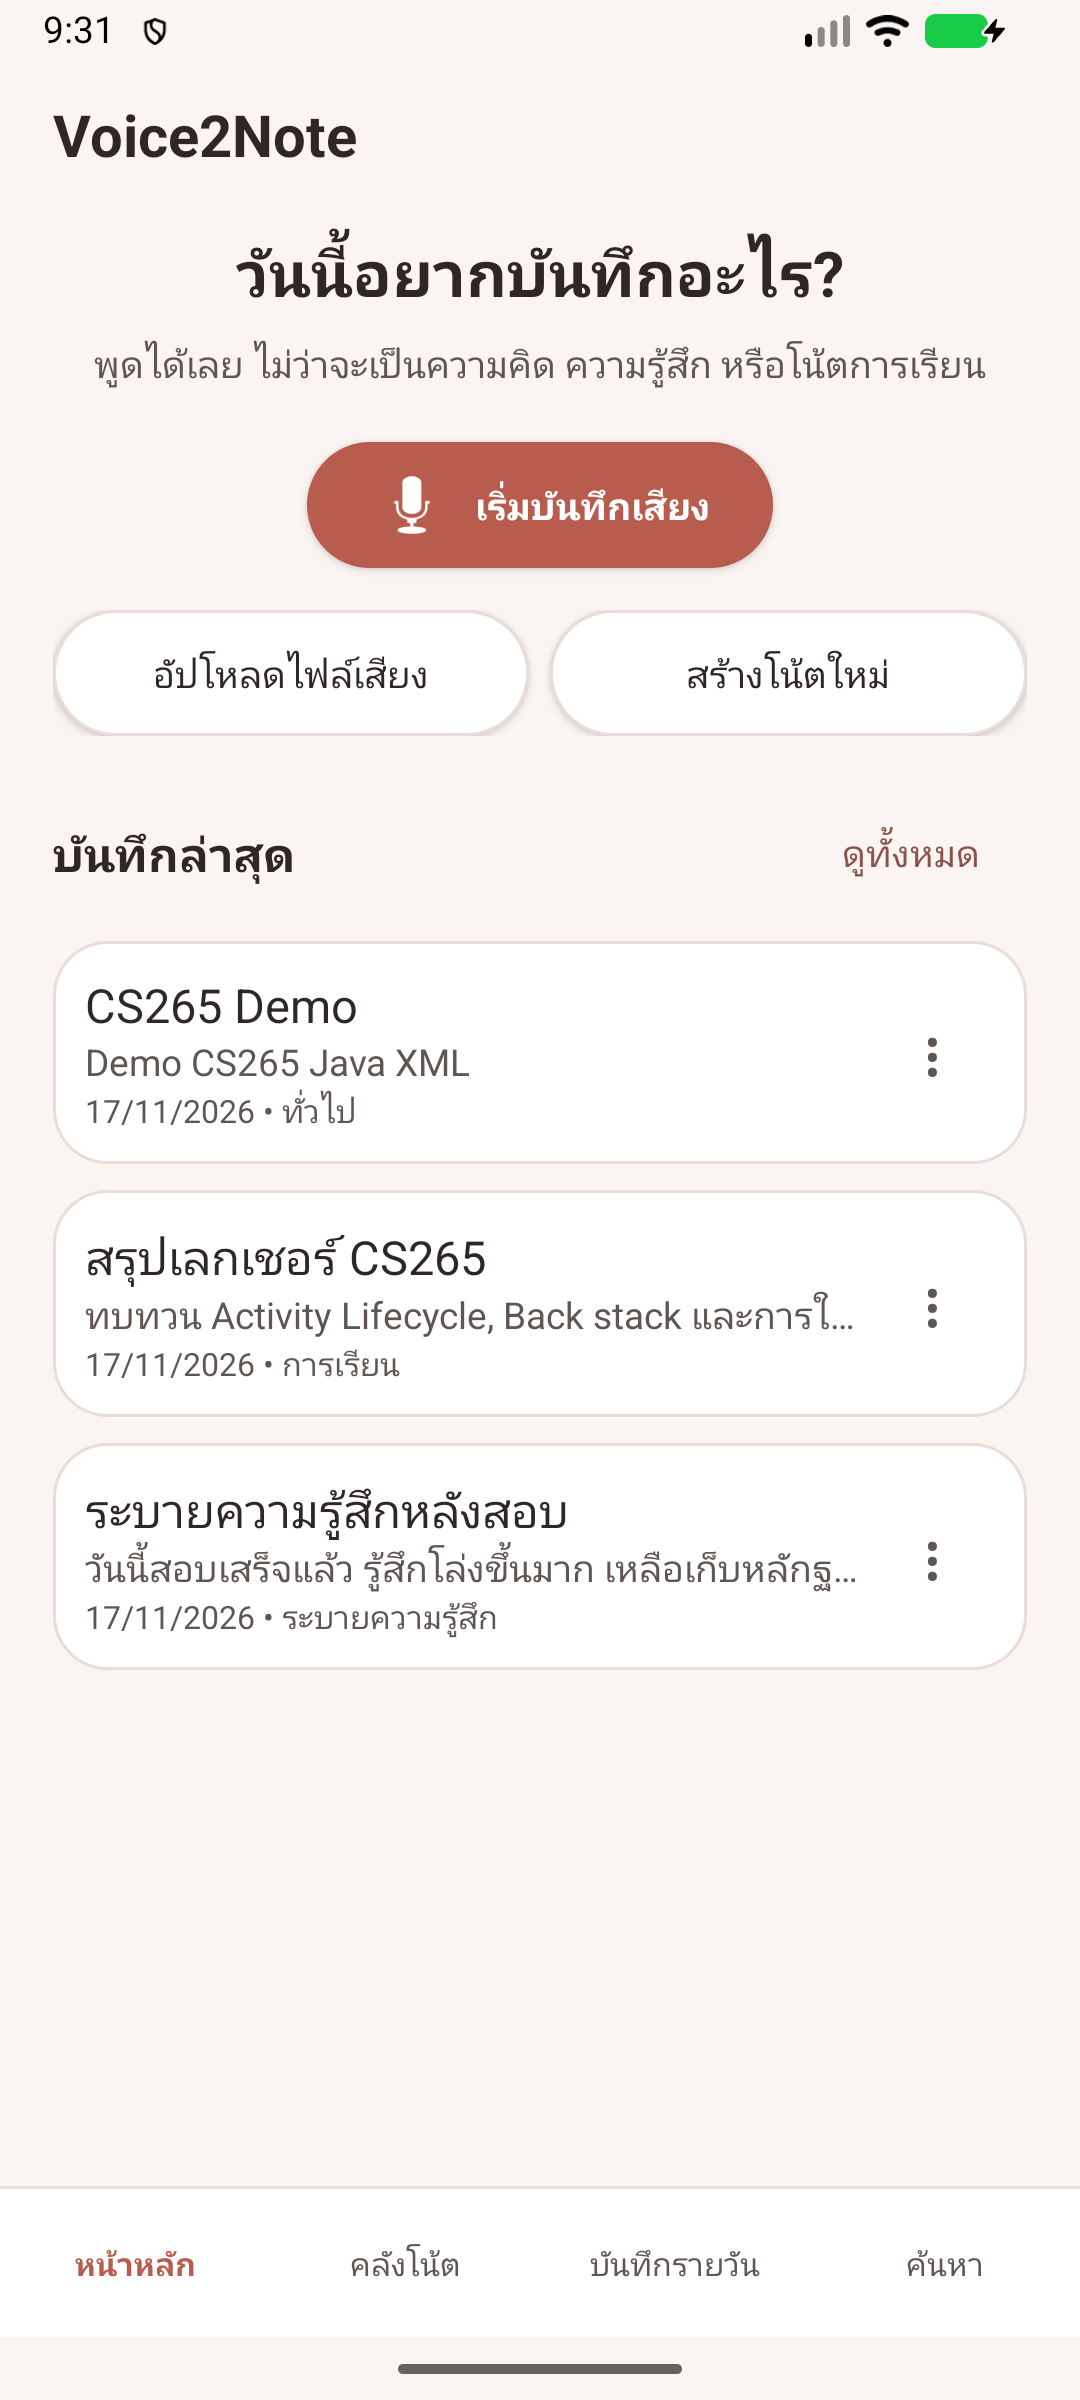 9:31
Voice2Note
วันนี้อยากบันทึกอะไร?
พูดได้เลย ไม่ว่าจะเป็นความคิด ความรู้สึก หรือโน้ตการเรียน
เริ่มบันทึกเสียง
อัปโหลดไฟล์เสียง
สร้างโน้ตใหม่
บันทึกล่าสุด
ดูทั้งหมด
CS265 Demo
Demo CS265 Java XML
17/11/2026 • ทั่วไป
สรุปเลกเชอร์ CS265
ทบทวน Activity Lifecycle, Back stack และการใ...
17/11/2026 • การเรียน
ระบายความรู้สึกหลังสอบ
วันนี้สอบเสร็จแล้ว รู้สึกโล่งขึ้นมาก เหลือเก็บหลักฐ...
17/11/2026 • ระบายความรู้สึก
หน้าหลัก
คลังโน้ต
บันทึกรายวัน
ค้นหา